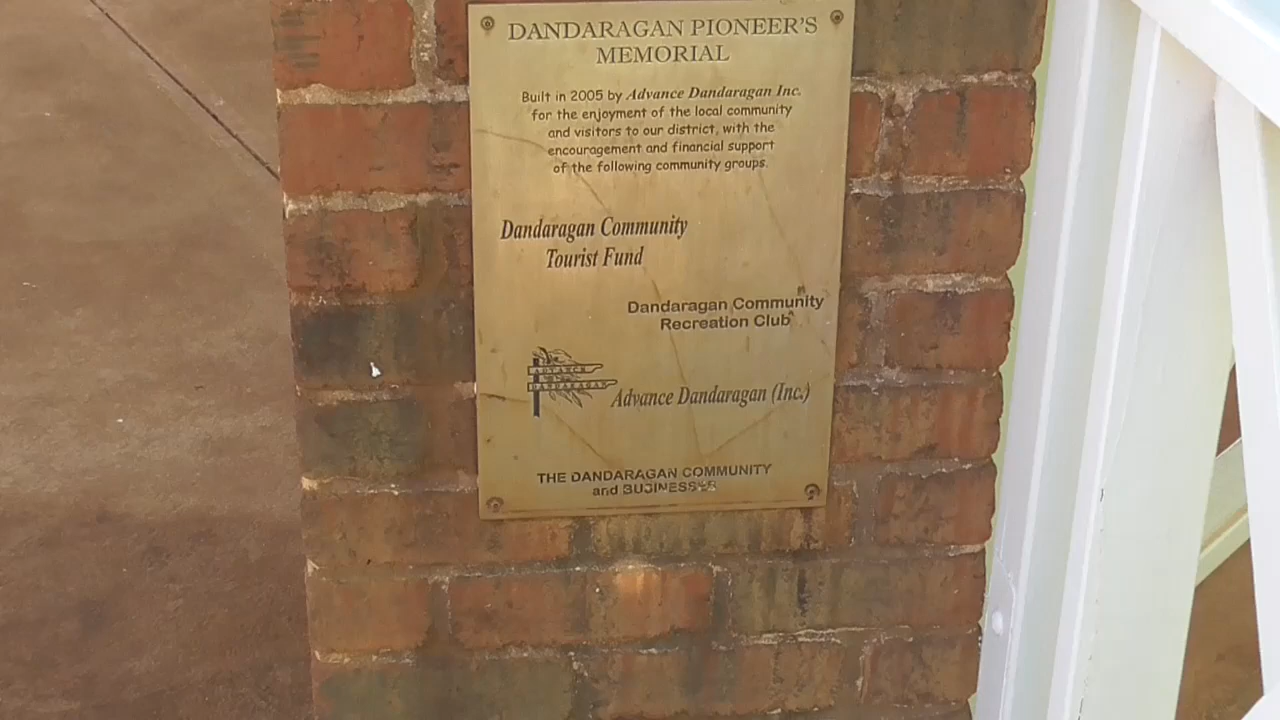 DANDARAGAN PIONEER'S
MEMORIAL
Built in 2005 by Advance Dandaragan Inc.
for the enjoyment of the local community
and visitors to our district, with the
encouragement and financial support
of the following community groups.
Dandaragan Community
Tourist Fund
Dandaragan Community
Recreation Club
ADVANCE
DANDARAGAN
Advance Dandaragan (Inc.)
THE DANDARAGAN COMMUNITY
and BUSINESSES